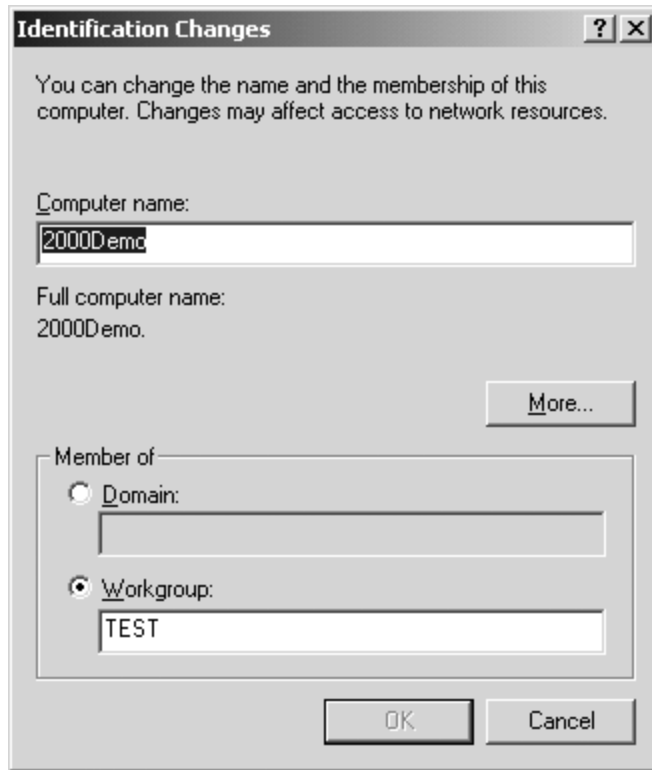 Identification Changes
You can change the name and the membership of this
computer. Changes may affect access to network resources.
Computer name:
2000Demo
Full computer name:
2000Demo.
More...
Member of
Domain:
Workgroup:
TEST
OK
Cancel